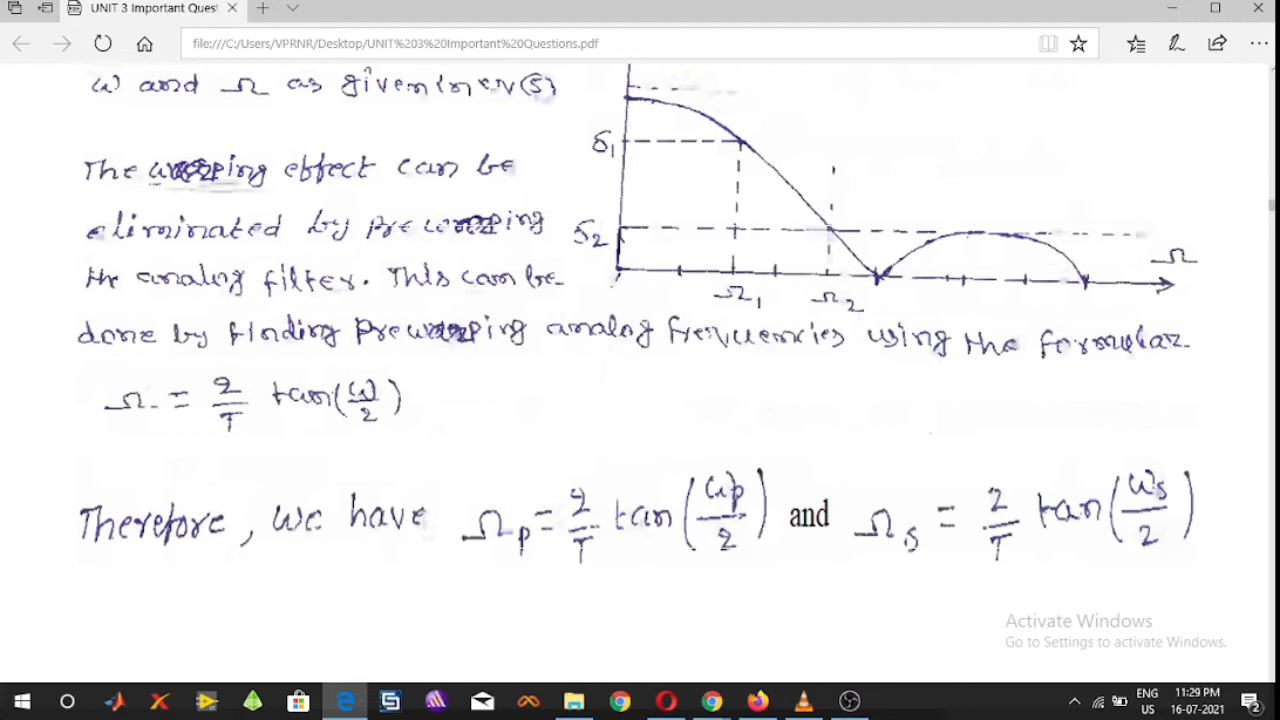 UNIT 3 Important Quest
file:///C:/Users/VPRNR/Desktop/UNIT%203%20Important%20Questions.pdf
ω and Ω as given in eqn(5)
δ1
The warping effect can be
eliminated by prewarping
δ2
the analog filter. This can be
Ω
Ω1 Ω2
done by finding prewarping analog frequencies using the formulaz.
Ω = 2/T tan(ω/2)
Therefore, we have Ωp = 2/T tan(ωp/2) and Ωs = 2/T tan(ωs/2)
Activate Windows
Go to Settings to activate Windows.
ENG 11:29 PM
US 16-07-2021
2